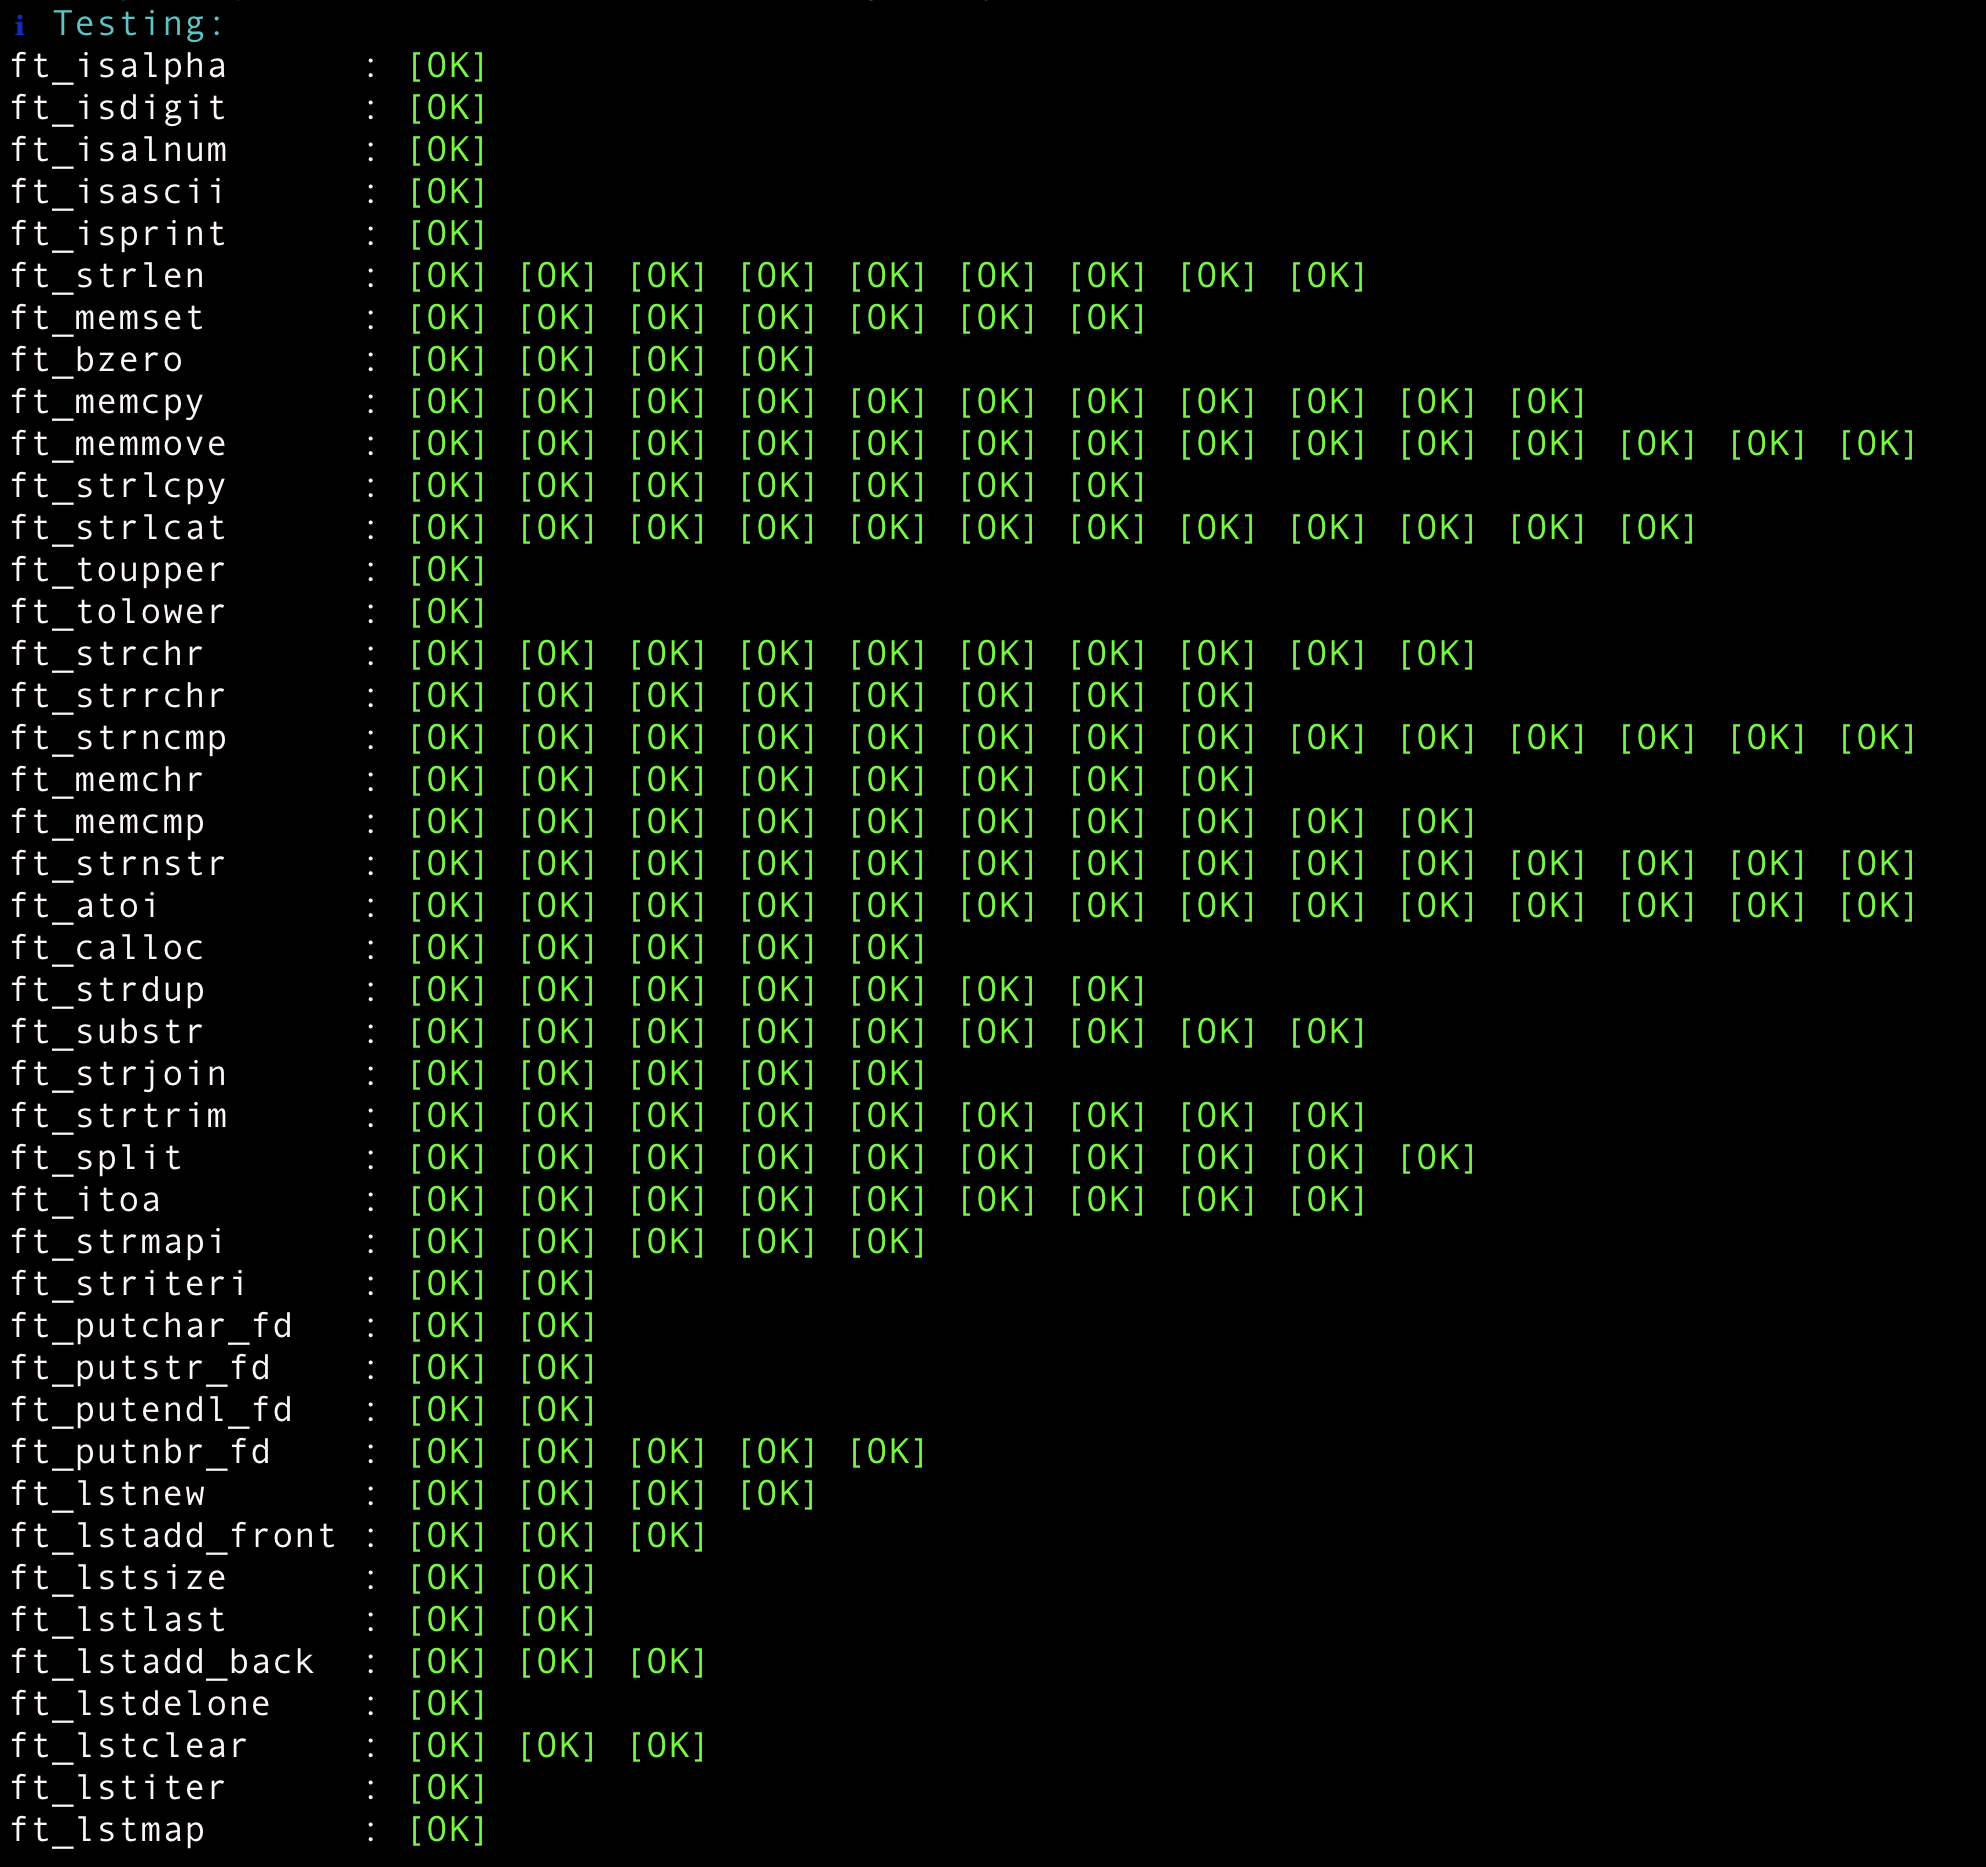 i Testing:
ft_isalpha : [OK]
ft_isdigit : [OK]
ft_isalnum : [OK]
ft_isascii : [OK]
ft_isprint : [OK]
ft_strlen : [OK] [OK] [OK] [OK] [OK] [OK] [OK] [OK] [OK]
ft_memset : [OK] [OK] [OK] [OK] [OK] [OK] [OK]
ft_bzero : [OK] [OK] [OK] [OK]
ft_memcpy : [OK] [OK] [OK] [OK] [OK] [OK] [OK] [OK] [OK] [OK] [OK]
ft_memmove : [OK] [OK] [OK] [OK] [OK] [OK] [OK] [OK] [OK] [OK] [OK] [OK] [OK] [OK]
ft_strlcpy : [OK] [OK] [OK] [OK] [OK] [OK] [OK]
ft_strlcat : [OK] [OK] [OK] [OK] [OK] [OK] [OK] [OK] [OK] [OK] [OK] [OK]
ft_toupper : [OK]
ft_tolower : [OK]
ft_strchr : [OK] [OK] [OK] [OK] [OK] [OK] [OK] [OK] [OK] [OK]
ft_strrchr : [OK] [OK] [OK] [OK] [OK] [OK] [OK] [OK]
ft_strncmp : [OK] [OK] [OK] [OK] [OK] [OK] [OK] [OK] [OK] [OK] [OK] [OK] [OK] [OK]
ft_memchr : [OK] [OK] [OK] [OK] [OK] [OK] [OK] [OK]
ft_memcmp : [OK] [OK] [OK] [OK] [OK] [OK] [OK] [OK] [OK] [OK]
ft_strnstr : [OK] [OK] [OK] [OK] [OK] [OK] [OK] [OK] [OK] [OK] [OK] [OK] [OK] [OK]
ft_atoi : [OK] [OK] [OK] [OK] [OK] [OK] [OK] [OK] [OK] [OK] [OK] [OK] [OK] [OK]
ft_calloc : [OK] [OK] [OK] [OK] [OK]
ft_strdup : [OK] [OK] [OK] [OK] [OK] [OK] [OK]
ft_substr : [OK] [OK] [OK] [OK] [OK] [OK] [OK] [OK] [OK]
ft_strjoin : [OK] [OK] [OK] [OK] [OK]
ft_strtrim : [OK] [OK] [OK] [OK] [OK] [OK] [OK] [OK] [OK]
ft_split : [OK] [OK] [OK] [OK] [OK] [OK] [OK] [OK] [OK] [OK]
ft_itoa : [OK] [OK] [OK] [OK] [OK] [OK] [OK] [OK] [OK]
ft_strmapi : [OK] [OK] [OK] [OK] [OK]
ft_striteri : [OK] [OK]
ft_putchar_fd : [OK] [OK]
ft_putstr_fd : [OK] [OK]
ft_putendl_fd : [OK] [OK]
ft_putnbr_fd : [OK] [OK] [OK] [OK] [OK]
ft_lstnew : [OK] [OK] [OK] [OK]
ft_lstadd_front : [OK] [OK] [OK]
ft_lstsize : [OK] [OK]
ft_lstlast : [OK] [OK]
ft_lstadd_back : [OK] [OK] [OK]
ft_lstdelone : [OK]
ft_lstclear : [OK] [OK] [OK]
ft_lstiter : [OK]
ft_lstmap : [OK]